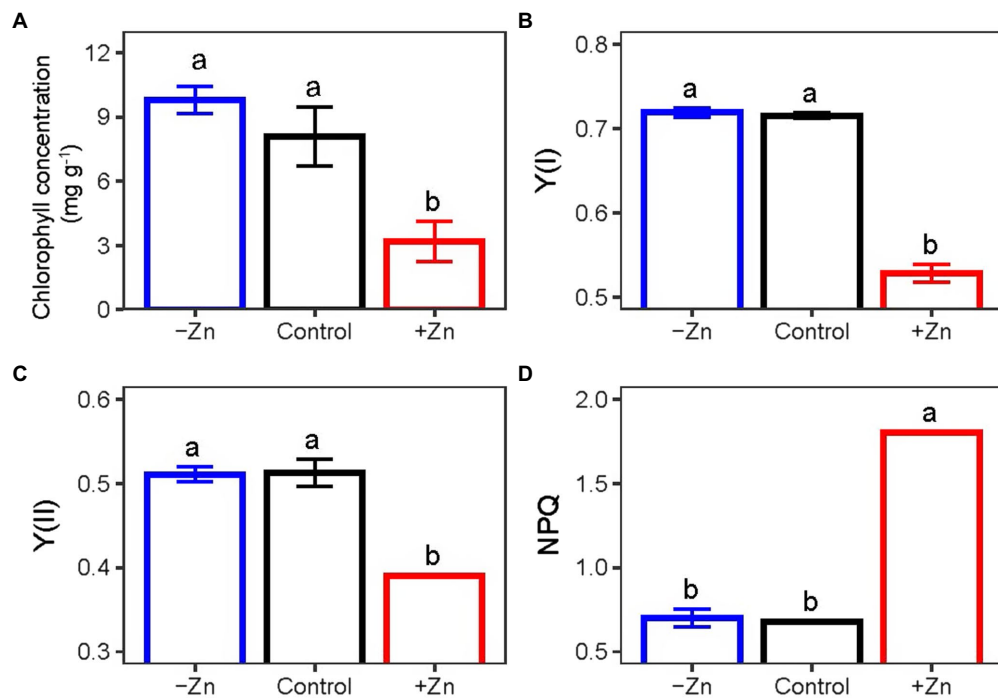 A
Chlorophyll concentration
(mg g⁻¹)
12
9
6
3
0
a
a
b
−Zn
Control
+Zn
B
Y(I)
0.8
0.7
0.6
0.5
a
a
b
−Zn
Control
+Zn
C
Y(II)
0.6
0.5
0.4
0.3
a
a
b
−Zn
Control
+Zn
D
NPQ
2.0
1.5
1.0
0.5
b
b
a
−Zn
Control
+Zn